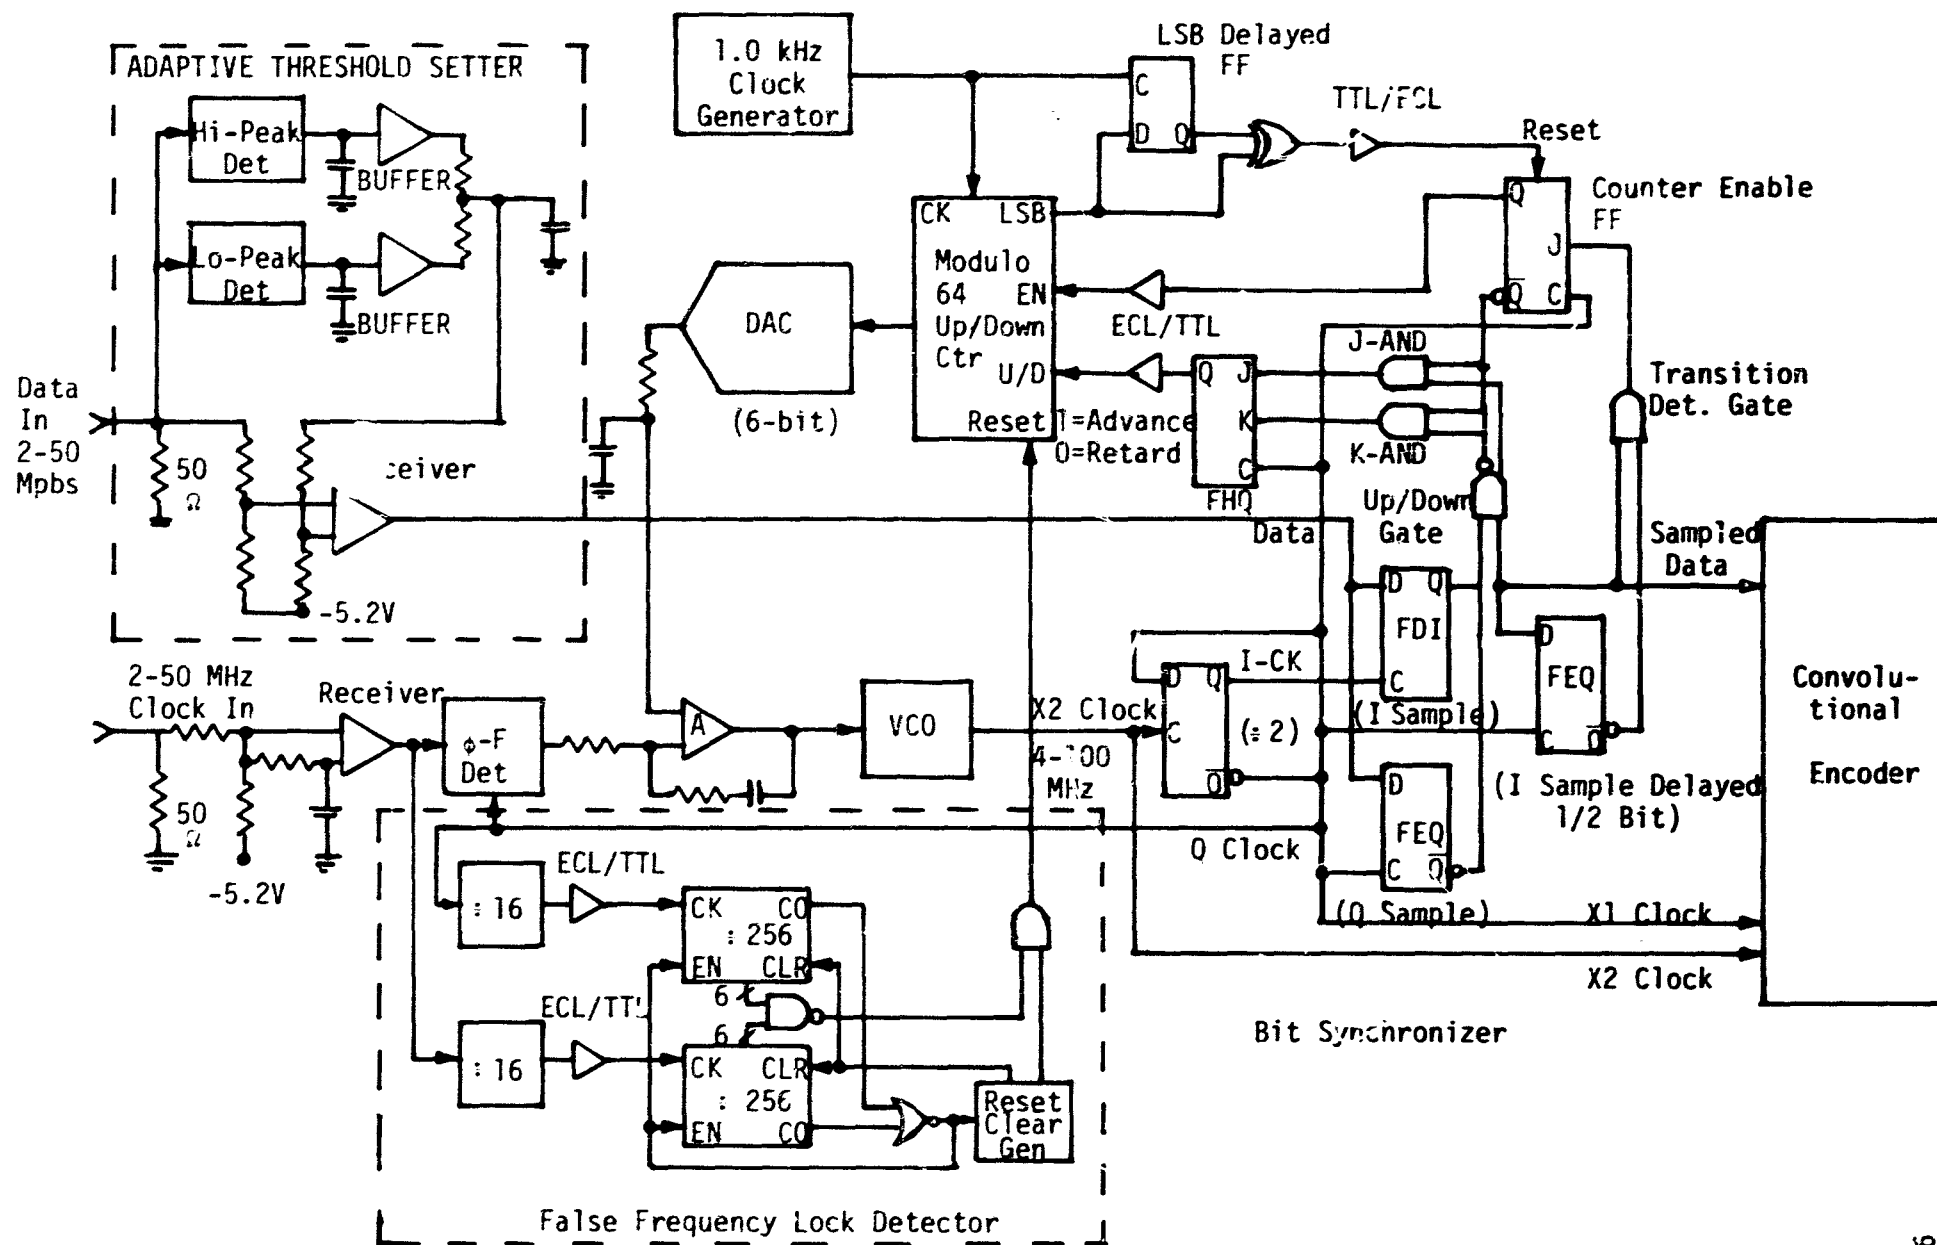 ADAPTIVE THRESHOLD SETTER
Hi-Peak
Det
BUFFER
Lo-Peak
Det
BUFFER
Data
In
2-50
Mpbs
50
Ω
ceiver
-5.2V
1.0 kHz
Clock
Generator
LSB Delayed
FF
C
D Q
TTL/ECL
Reset
Q
Counter Enable
FF
J
Q C
CK LSB
Modulo
64 EN
Up/Down
Ctr
U/D
Reset
DAC
(6-bit)
ECL/TTL
1=Advance
0=Retard
Q J
K
C
FHQ
J-AND
K-AND
Transition
Det. Gate
Up/Down
Gate
Data
Sampled
Data
D Q
FDI
C
(I Sample)
D
FEQ
C Q
(I Sample Delayed
1/2 Bit)
Convolu-
tional
Encoder
2-50 MHz
Clock In
Receiver
50
Ω
-5.2V
ϕ-F
Det
A
VCO
X2 Clock
4-100
MHz
I-CK
D Q
C
Q
(÷2)
D
FEQ
C Q
(Q Sample)
Q Clock
X1 Clock
X2 Clock
÷16
ECL/TTL
CK CO
÷256
EN CLR
6
6
÷16
ECL/TTL
CK CLR
÷256
EN CO
Reset
Clear
Gen
False Frequency Lock Detector
Bit Synchronizer